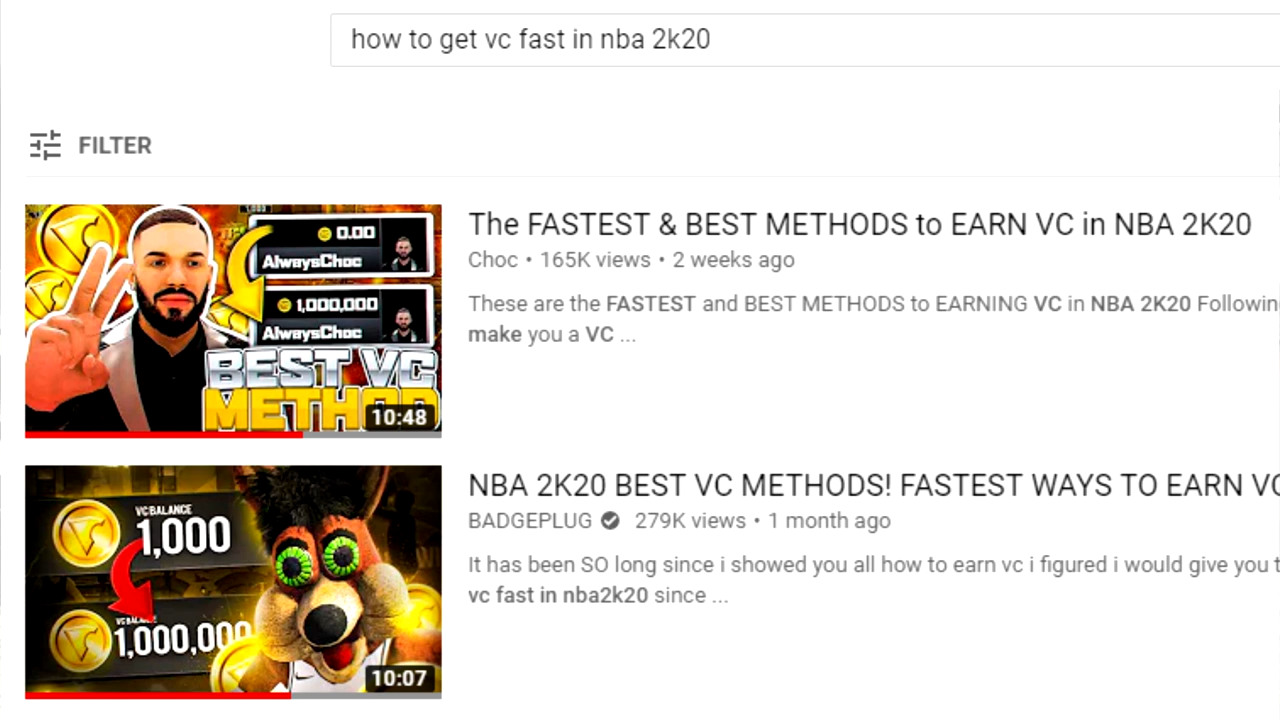 how to get vc fast in nba 2k20
FILTER
0.00
AlwaysChoc
1,000,000
AlwaysChoc
BEST VC
METHOD
10:48
The FASTEST & BEST METHODS to EARN VC in NBA 2K20
Choc • 165K views • 2 weeks ago
These are the FASTEST and BEST METHODS to EARNING VC in NBA 2K20 Followin
make you a VC ...
VC BALANCE
1,000
VC BALANCE
1,000,000
10:07
NBA 2K20 BEST VC METHODS! FASTEST WAYS TO EARN VC
BADGEPLUG 279K views • 1 month ago
It has been SO long since i showed you all how to earn vc i figured i would give you t
vc fast in nba2k20 since ...